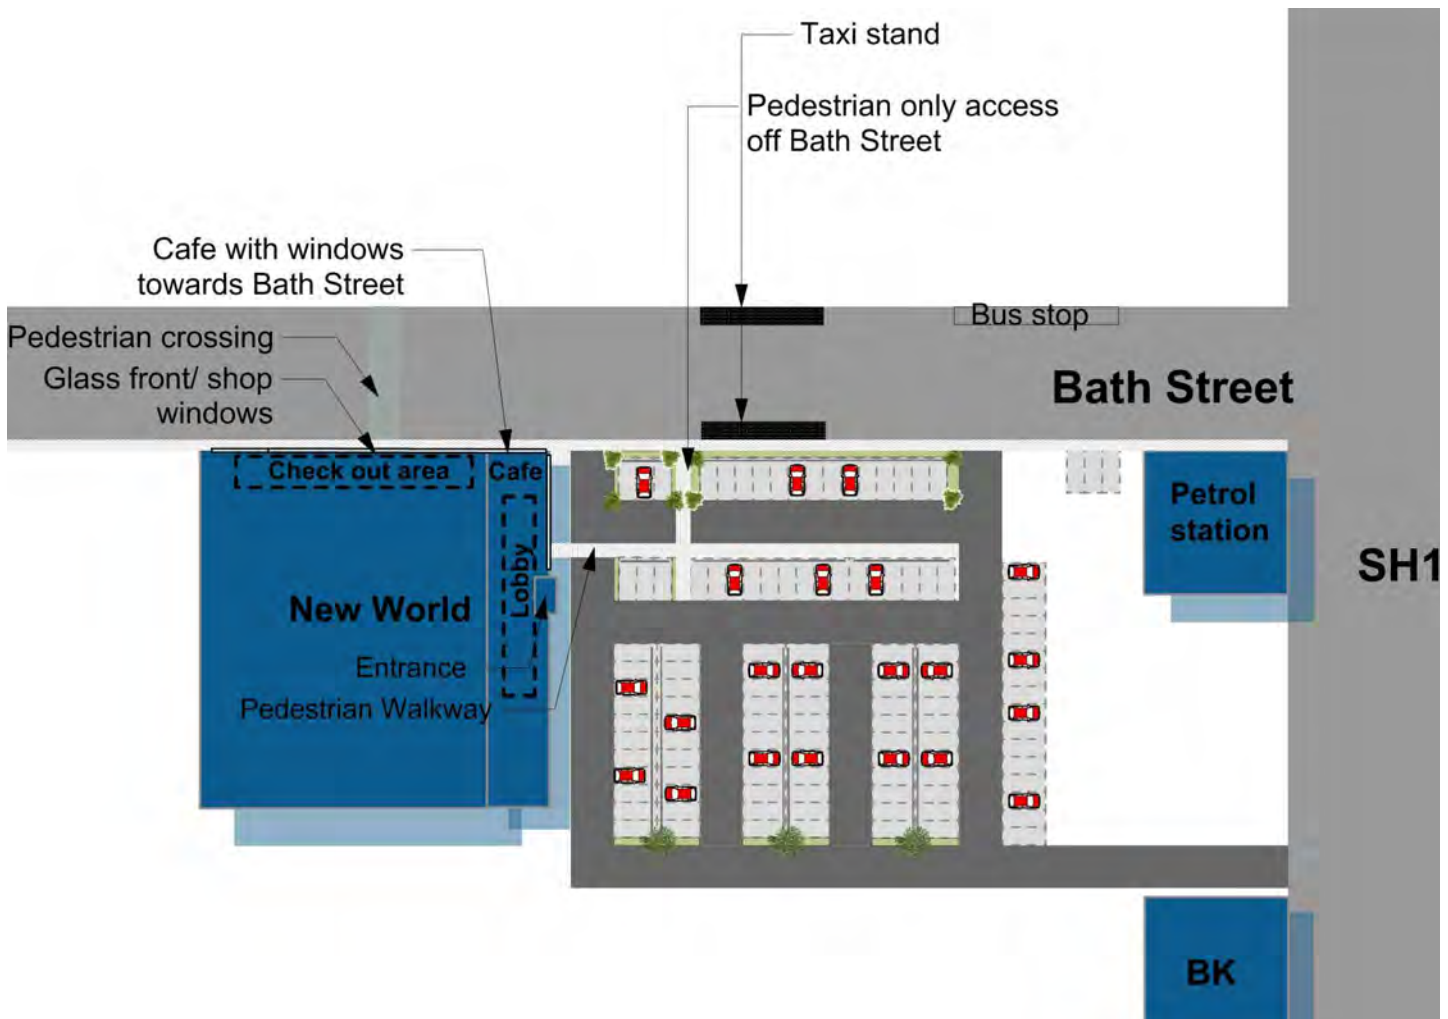 Taxi stand
Pedestrian only access
off Bath Street
Cafe with windows
towards Bath Street
Bus stop
Pedestrian crossing
Glass front/ shop
windows
Bath Street
Check out area
Cafe
Petrol
station
Lobby
SH1
New World
Entrance
Pedestrian Walkway
BK